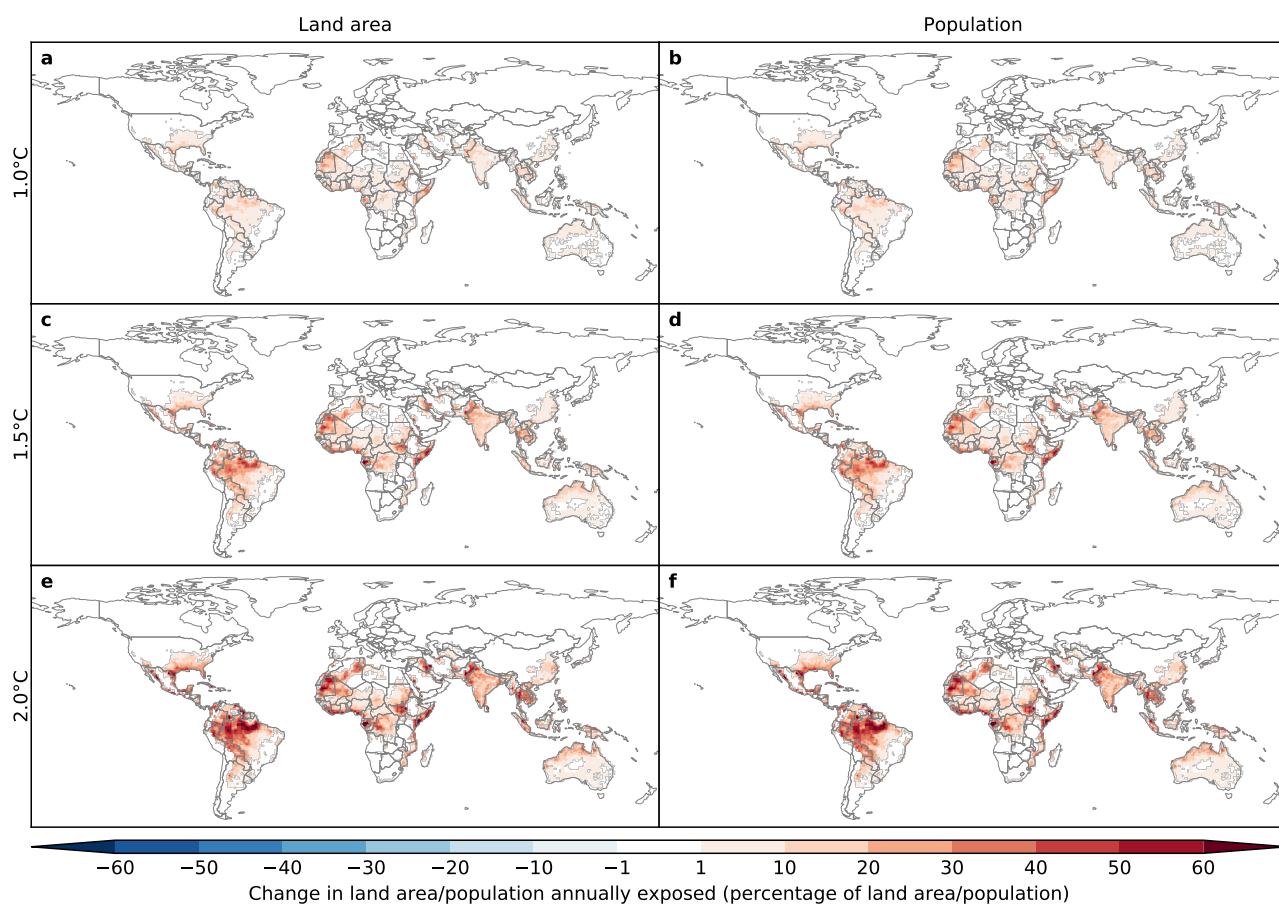 Land area
Population
a
b
1.0°C
c
d
1.5°C
e
f
2.0°C
−60 −50 −40 −30 −20 −10 −1 1 10 20 30 40 50 60
Change in land area/population annually exposed (percentage of land area/population)